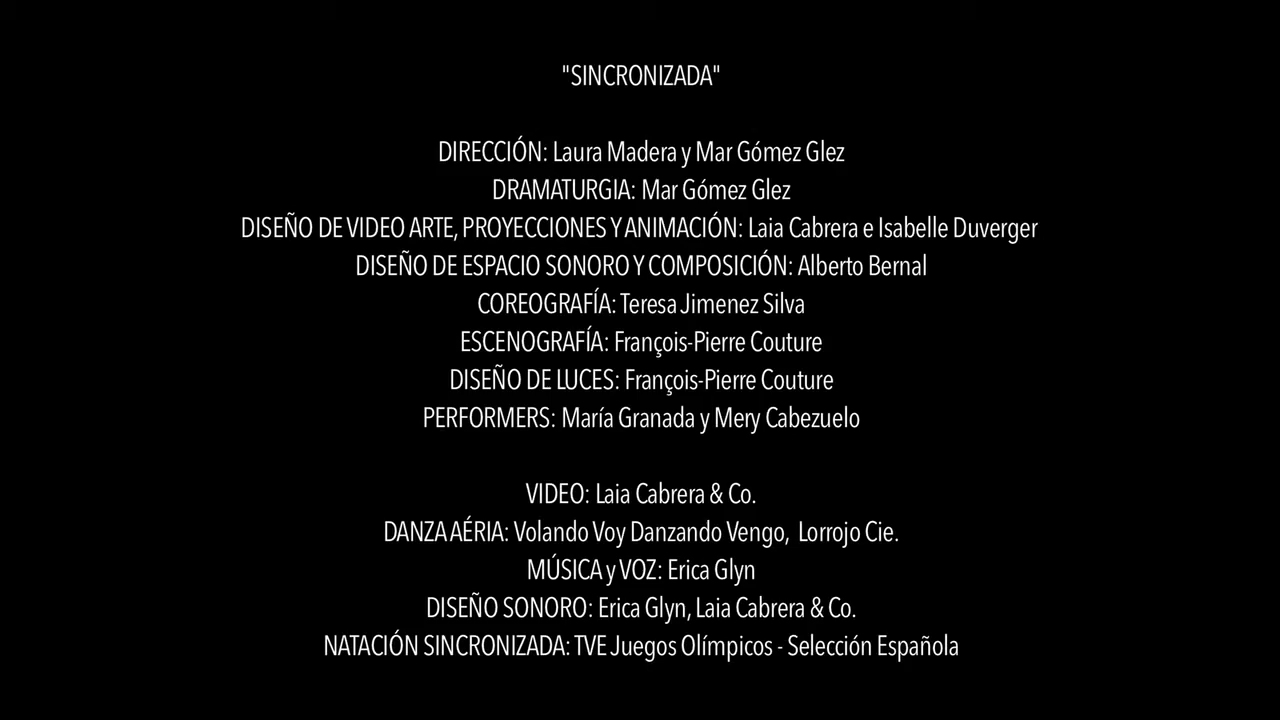 "SINCRONIZADA"
DIRECCIÓN: Laura Madera y Mar Gómez Glez
DRAMATURGIA: Mar Gómez Glez
DISEÑO DE VIDEO ARTE, PROYECCIONES Y ANIMACIÓN: Laia Cabrera e Isabelle Duverger
DISEÑO DE ESPACIO SONORO Y COMPOSICIÓN: Alberto Bernal
COREOGRAFÍA: Teresa Jimenez Silva
ESCENOGRAFÍA: François-Pierre Couture
DISEÑO DE LUCES: François-Pierre Couture
PERFORMERS: María Granada y Mery Cabezuelo
VIDEO: Laia Cabrera & Co.
DANZA AÉRIA: Volando Voy Danzando Vengo, Lorrojo Cie.
MÚSICA y VOZ: Erica Glyn
DISEÑO SONORO: Erica Glyn, Laia Cabrera & Co.
NATACIÓN SINCRONIZADA: TVE Juegos Olímpicos - Selección Española